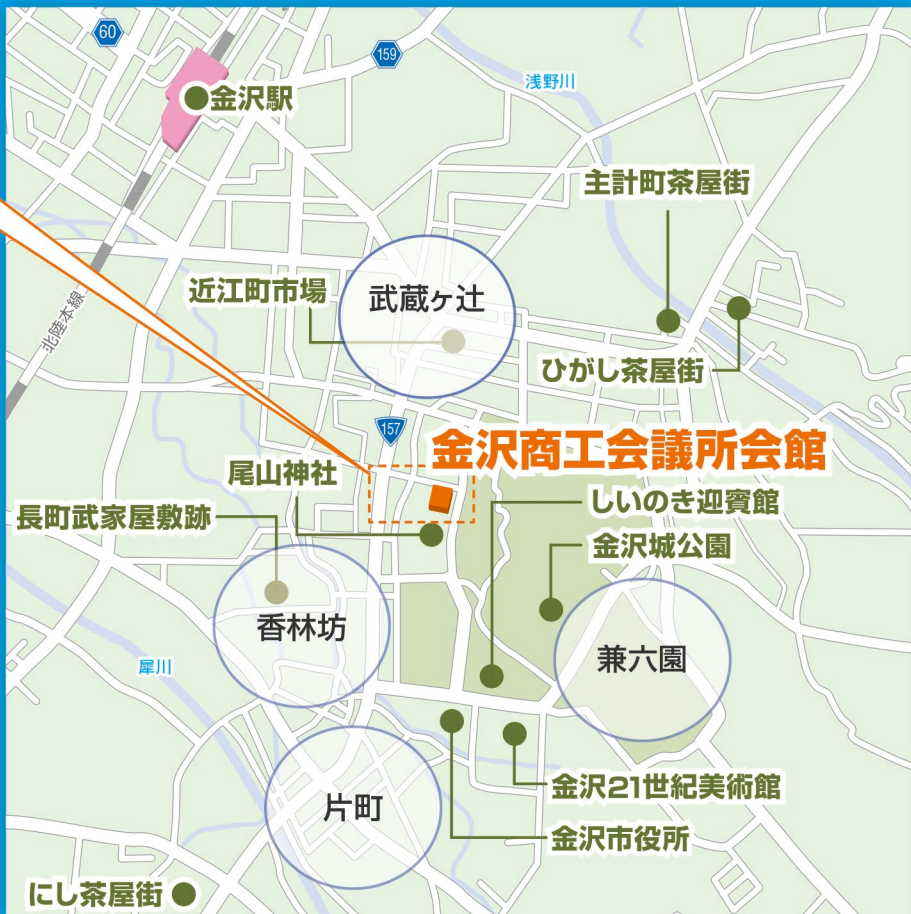 60
159
金沢駅
浅野川
主計町茶屋街
近江町市場
武蔵ヶ辻
北陸本線
ひがし茶屋街
157
金沢商工会議所会館
尾山神社
しいのき迎賓館
長町武家屋敷跡
金沢城公園
香林坊
兼六園
犀川
片町
金沢21世紀美術館
金沢市役所
にし茶屋街